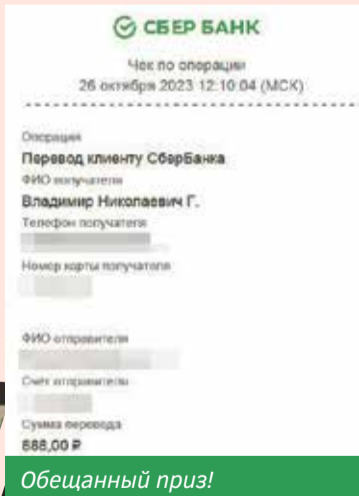 СБЕР БАНК
Чек по операции
26 октября 2023 12:10:04 (МСК)
Операция
Перевод клиенту СберБанка
ФИО получателя
Владимир Николаевич Г.
Телефон получателя
Номер карты получателя
ФИО отправителя
Счёт отправителя
Сумма перевода
888,00 ₽
Обещанный приз!